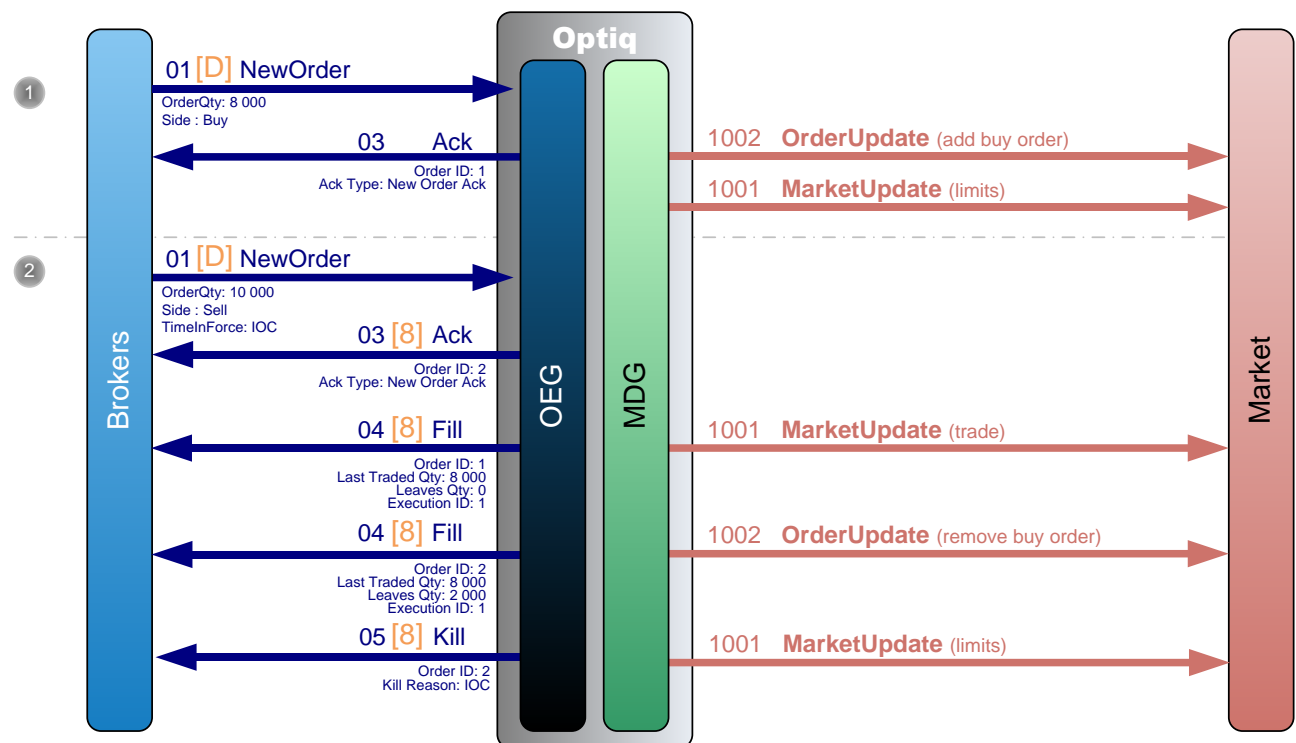 Optiq
1
01 [D] NewOrder
OrderQty: 8 000
Side : Buy
03 Ack
Order ID: 1
Ack Type: New Order Ack
1002 OrderUpdate (add buy order)
1001 MarketUpdate (limits)
2
01 [D] NewOrder
OrderQty: 10 000
Side : Sell
TimeInForce: IOC
03 [8] Ack
Order ID: 2
Ack Type: New Order Ack
Brokers
OEG
MDG
Market
04 [8] Fill
Order ID: 1
Last Traded Qty: 8 000
Leaves Qty: 0
Execution ID: 1
1001 MarketUpdate (trade)
04 [8] Fill
Order ID: 2
Last Traded Qty: 8 000
Leaves Qty: 2 000
Execution ID: 1
1002 OrderUpdate (remove buy order)
05 [8] Kill
Order ID: 2
Kill Reason: IOC
1001 MarketUpdate (limits)